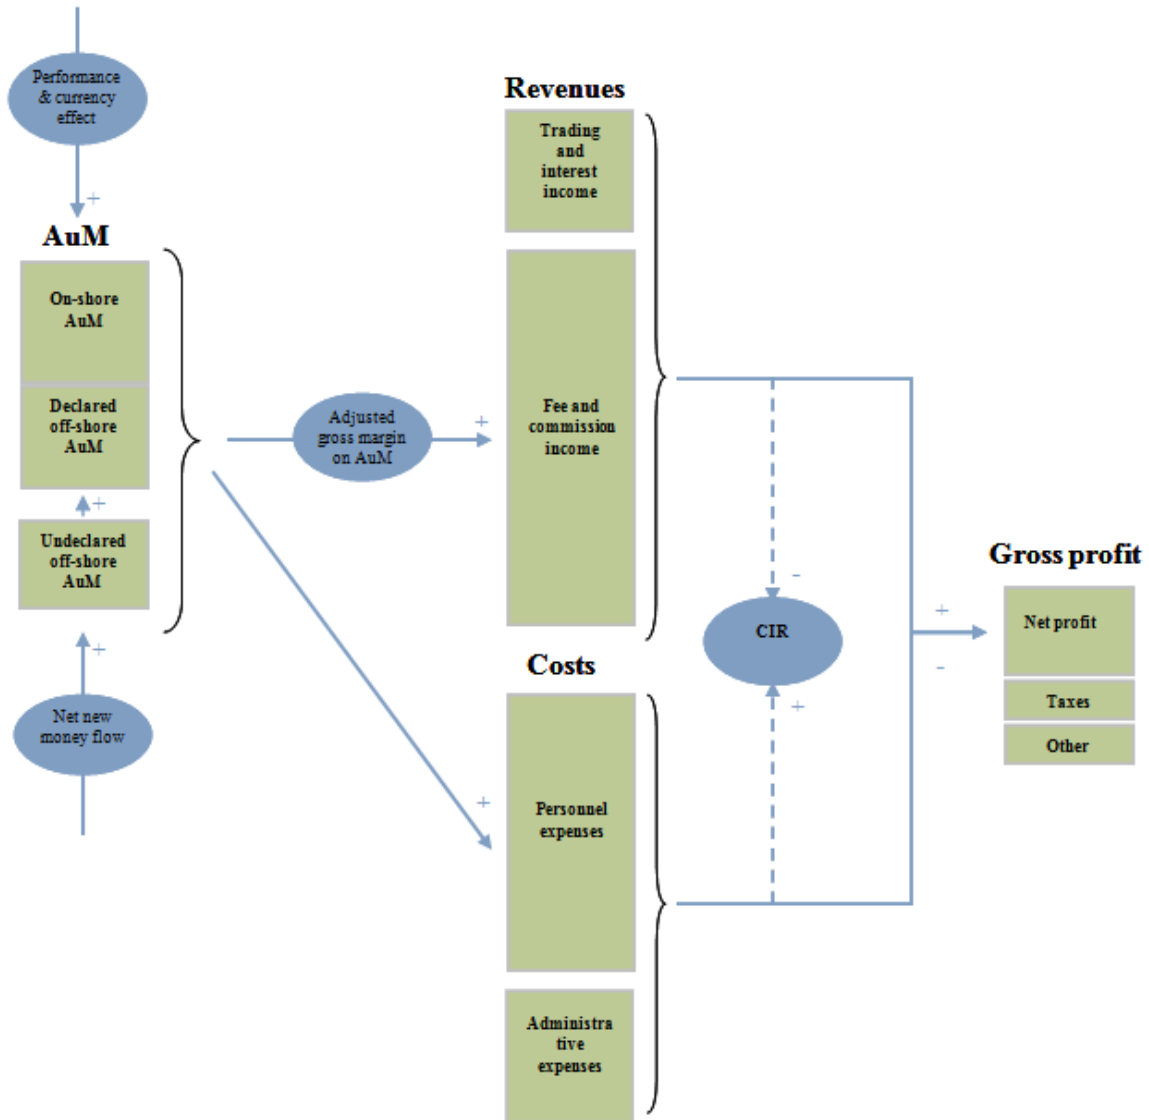 Performance
& currency
effect
+
AuM
On-shore
AuM
Declared
off-shore
AuM
+
Undeclared
off-shore
AuM
+
Net new
money flow
Adjusted
gross margin
on AuM
+
+
Revenues
Trading
and
interest
income
Fee and
commission
income
Costs
Personnel
expenses
Administra
tive
expenses
-
CIR
+
+
-
Gross profit
Net profit
Taxes
Other